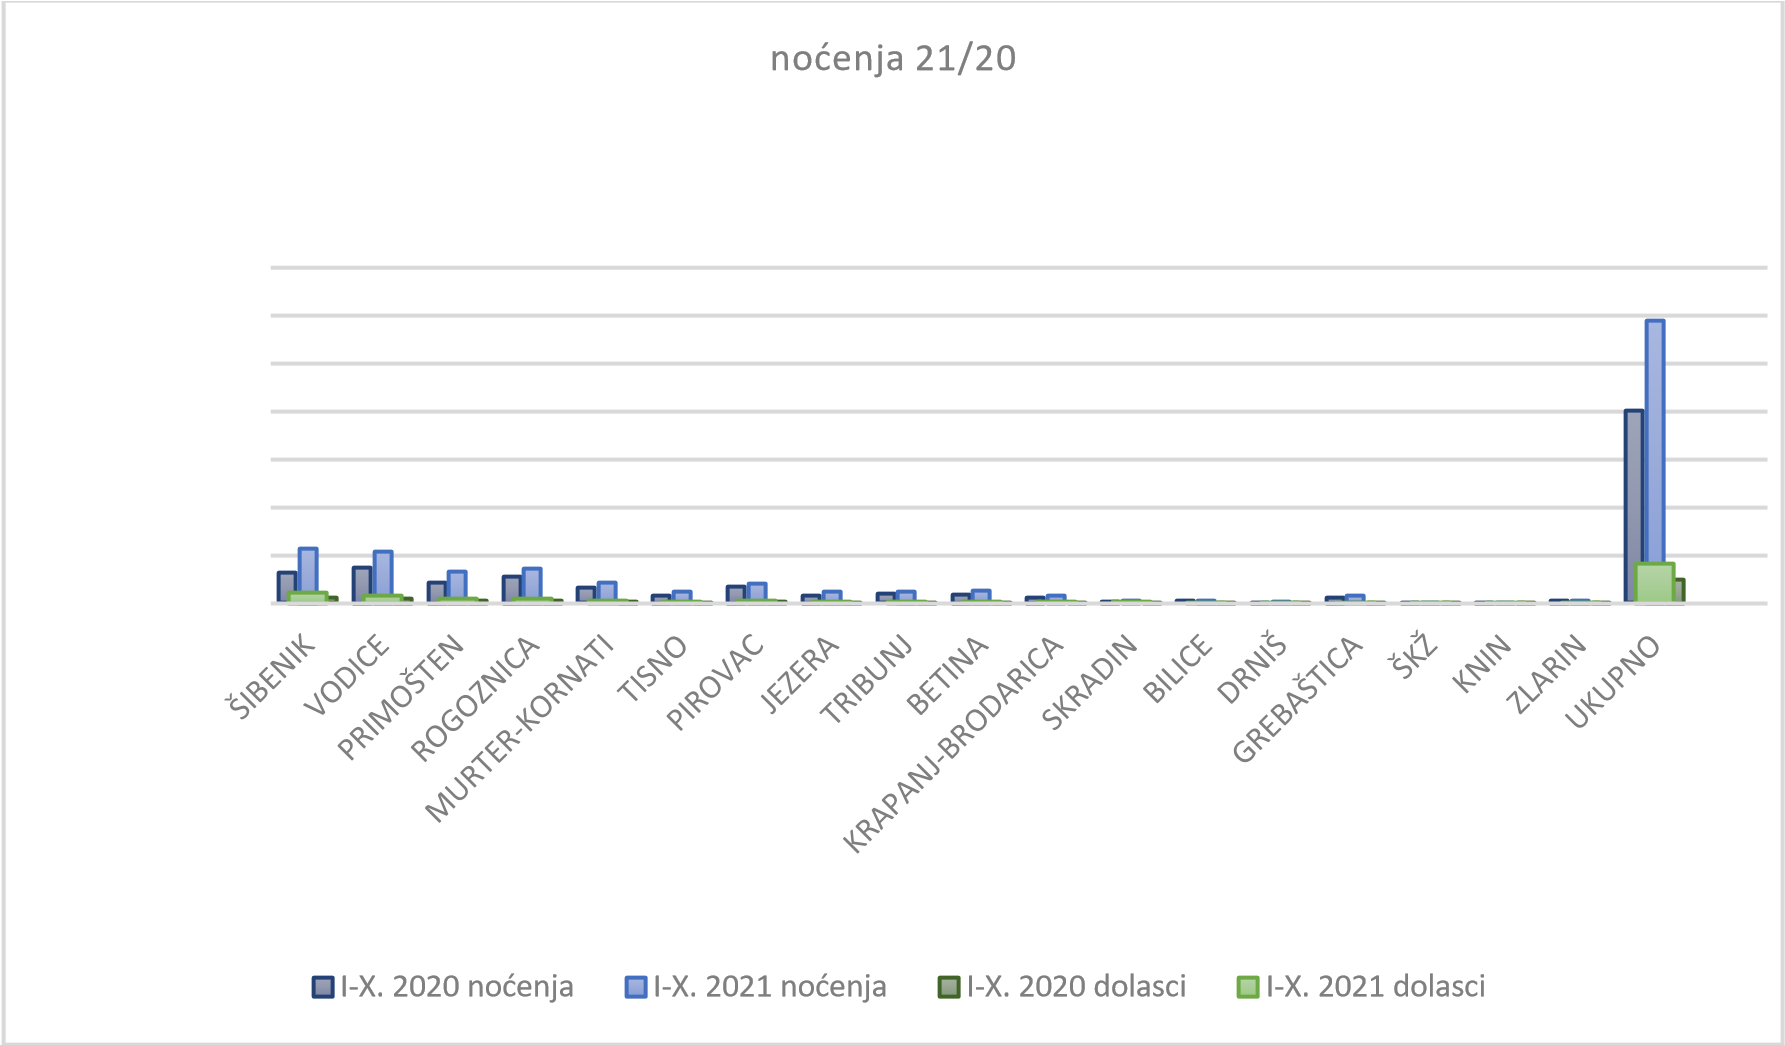 noćenja 21/20
ŠIBENIK
VODICE
PRIMOŠTEN
ROGOZNICA
MURTER-KORNATI
TISNO
PIROVAC
JEZERA
TRIBUNJ
BETINA
KRAPANJ-BRODARICA
SKRADIN
BILICE
DRNIŠ
GREBAŠTICA
ŠKŽ
KNIN
ZLARIN
UKUPNO
I-X. 2020 noćenja I-X. 2021 noćenja I-X. 2020 dolasci I-X. 2021 dolasci